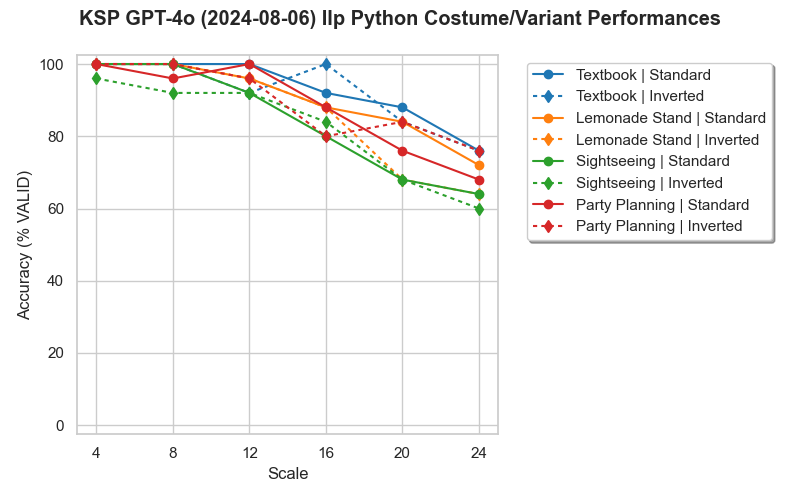 KSP GPT-4o (2024-08-06) Ilp Python Costume/Variant Performances
100
80
60
40
20
0
Accuracy (% VALID)
4 8 12 16 20 24
Scale
Textbook | Standard
Textbook | Inverted
Lemonade Stand | Standard
Lemonade Stand | Inverted
Sightseeing | Standard
Sightseeing | Inverted
Party Planning | Standard
Party Planning | Inverted